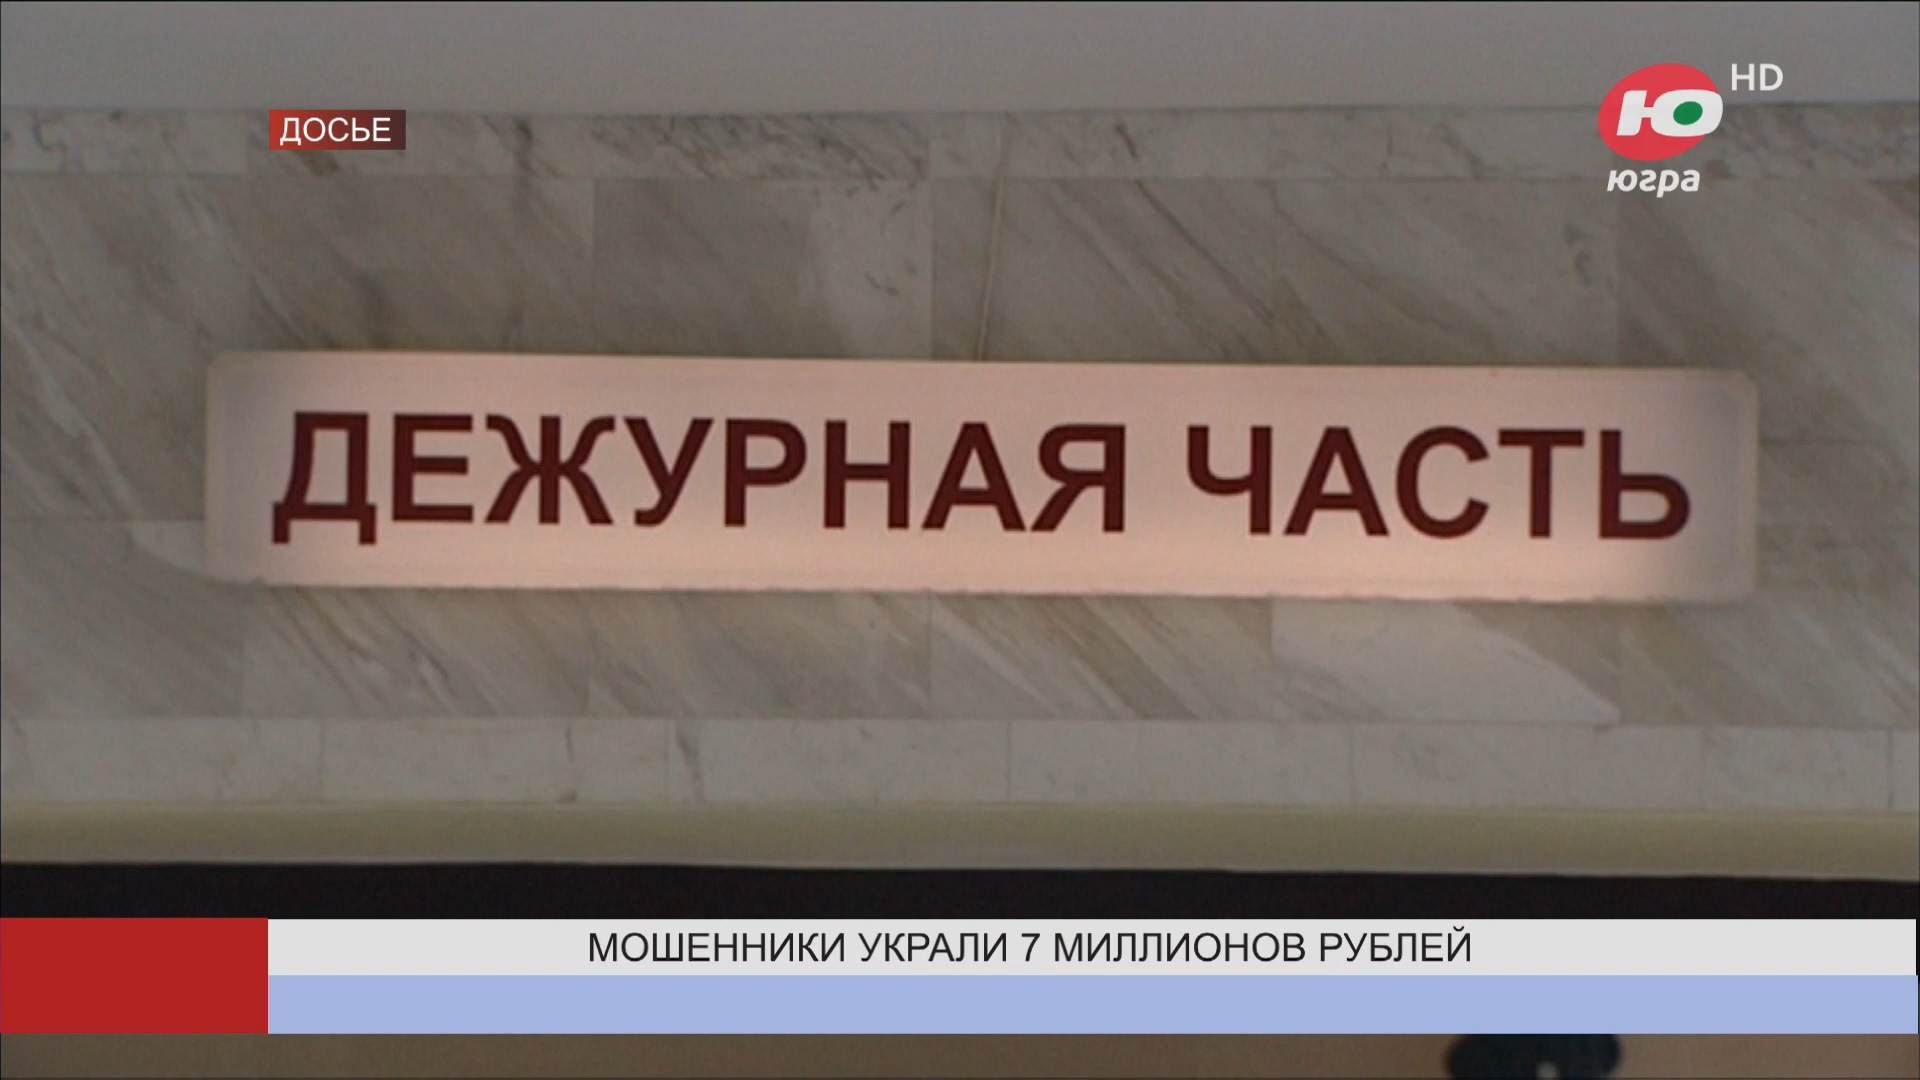 HD
Ю
югра
ДОСЬЕ
ДЕЖУРНАЯ ЧАСТЬ
МОШЕННИКИ УКРАЛИ 7 МИЛЛИОНОВ РУБЛЕЙ